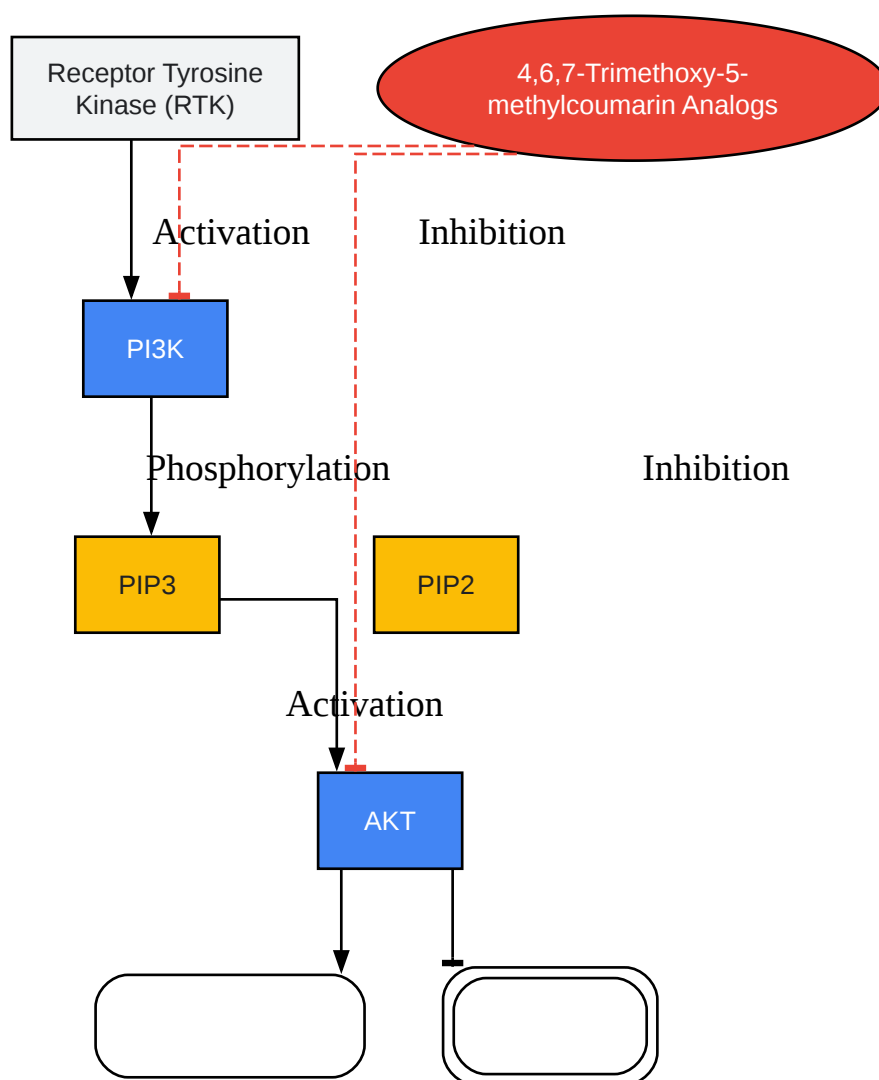 Receptor Tyrosine
Kinase (RTK)
4,6,7-Trimethoxy-5-
methylcoumarin Analogs
Activation
Inhibition
PI3K
Phosphorylation
Inhibition
PIP3
PIP2
Activation
AKT